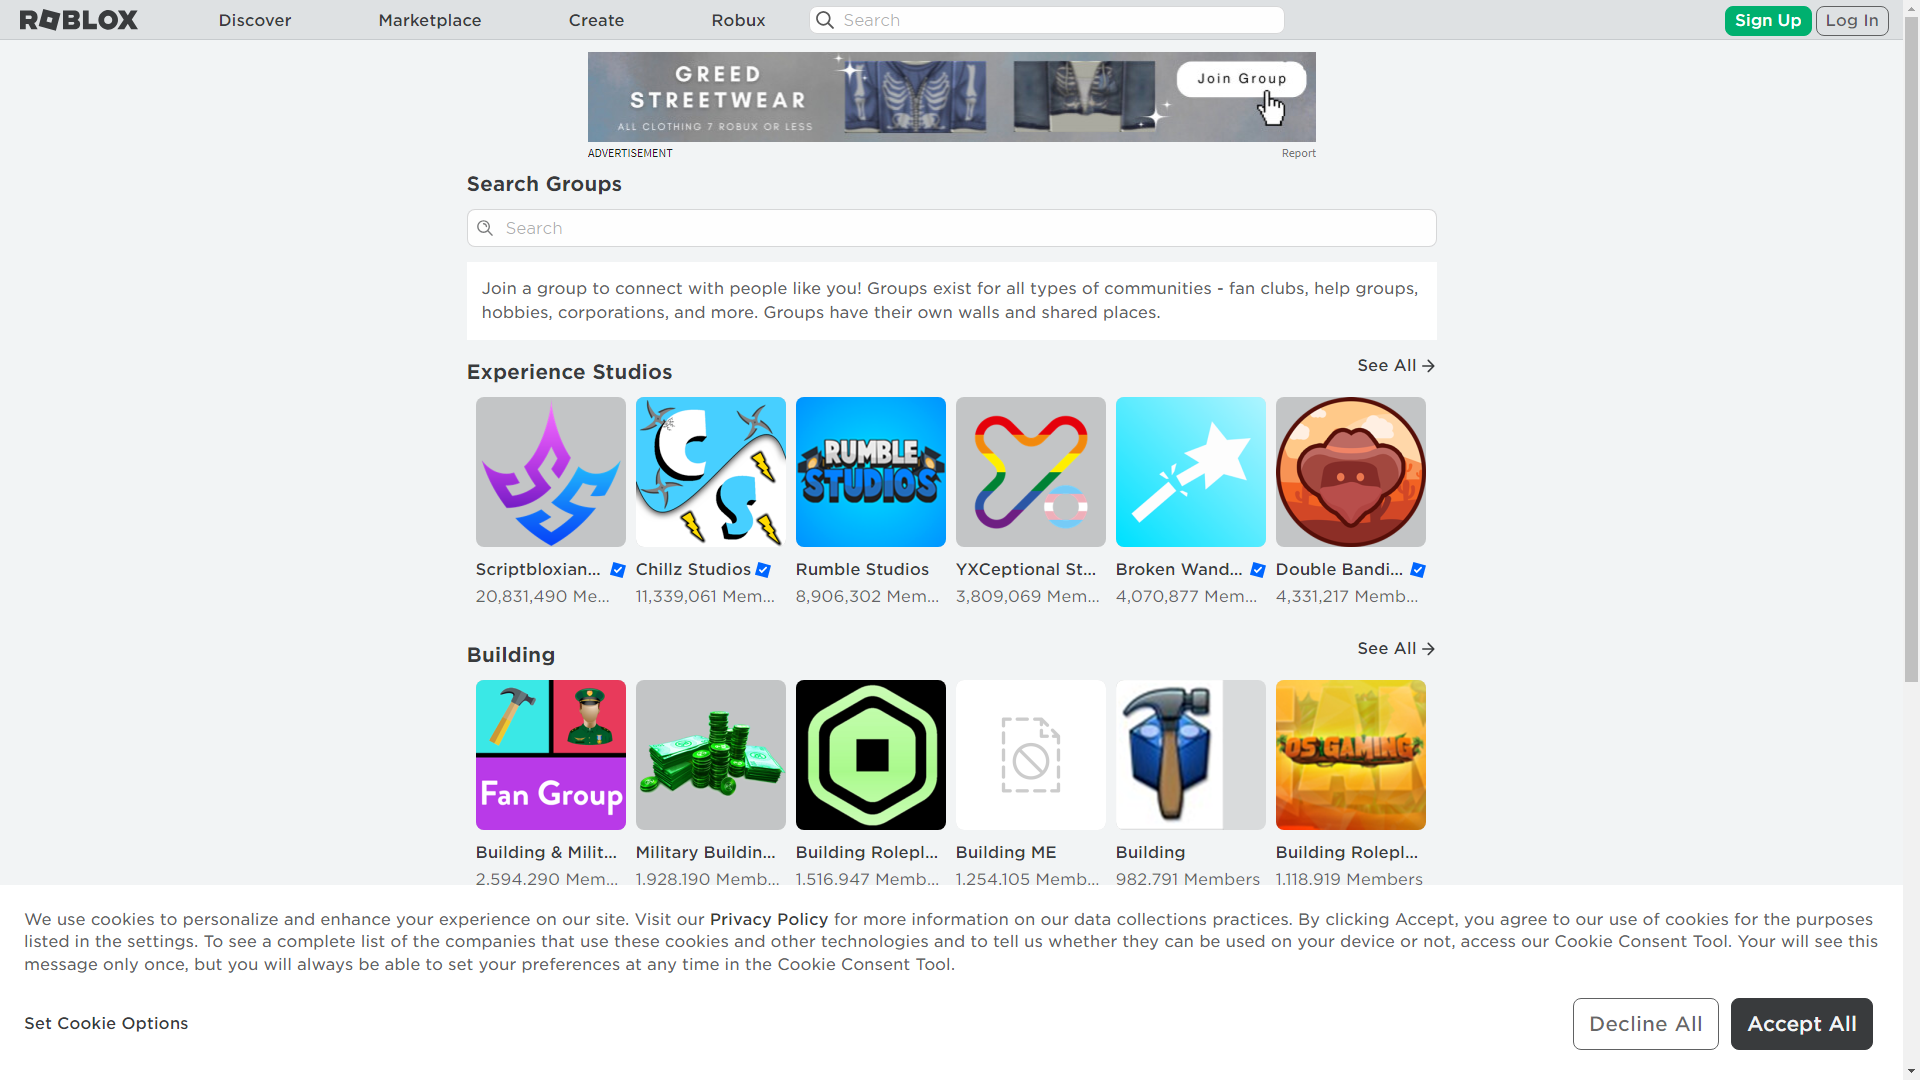 ROBLOX
Discover
Marketplace
Create
Robux
Search
Sign Up
Log In
GREED
STREETWEAR
ALL CLOTHING 7 ROBUX OR LESS
Join Group
ADVERTISEMENT
Report
Search Groups
Search
Join a group to connect with people like you! Groups exist for all types of communities - fan clubs, help groups,
hobbies, corporations, and more. Groups have their own walls and shared places.
Experience Studios
See All
C
S
RUMBLE
STUDIOS
Scriptbloxian...
Chillz Studios
Rumble Studios
YXCeptional St...
Broken Wand...
Double Bandi...
20,831,490 Me...
11,339,061 Mem...
8,906,302 Mem...
3,809,069 Mem...
4,070,877 Mem...
4,331,217 Memb...
Building
See All
Fan Group
OS GAMING
Building & Milit...
Military Buildin...
Building Rolepl...
Building ME
Building
Building Rolepl...
2,594,290 Mem...
1,928,190 Memb...
1,516,947 Memb...
1,254,105 Memb...
982,791 Members
1,118,919 Members
We use cookies to personalize and enhance your experience on our site. Visit our Privacy Policy for more information on our data collections practices. By clicking Accept, you agree to our use of cookies for the purposes
listed in the settings. To see a complete list of the companies that use these cookies and other technologies and to tell us whether they can be used on your device or not, access our Cookie Consent Tool. Your will see this
message only once, but you will always be able to set your preferences at any time in the Cookie Consent Tool.
Set Cookie Options
Decline All
Accept All